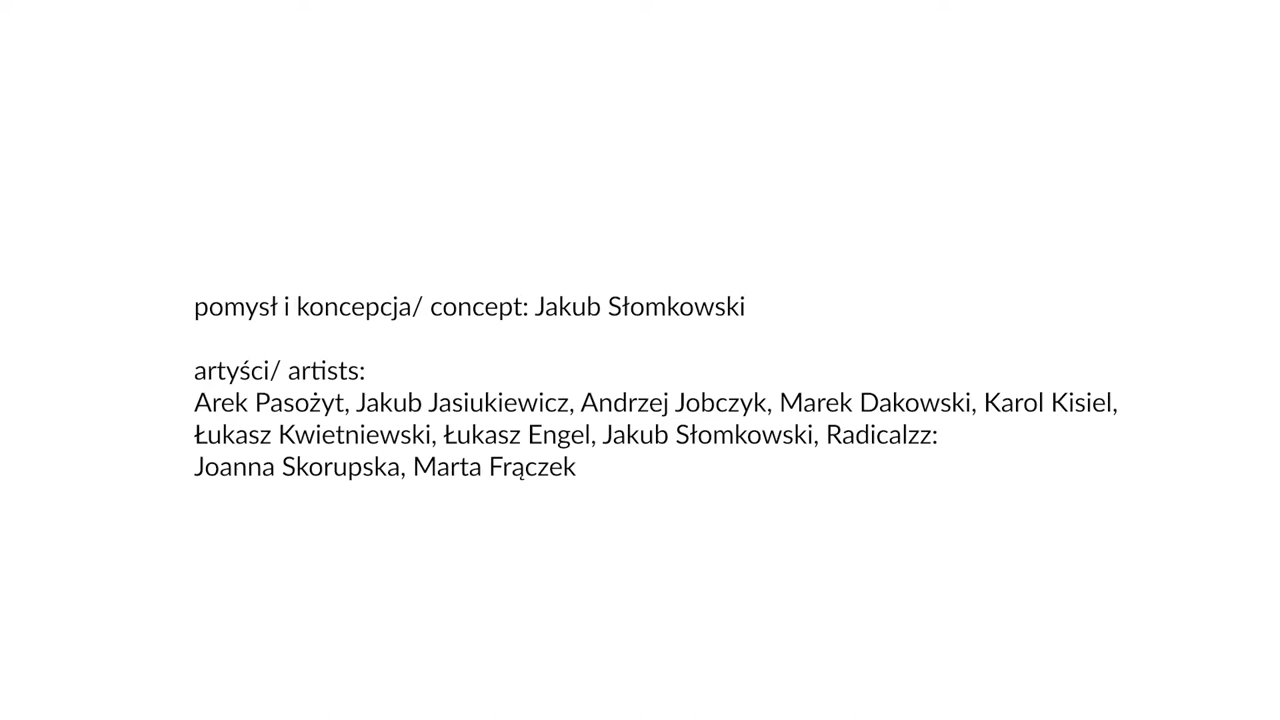 pomysł i koncepcja/ concept: Jakub Słomkowski
artyści/ artists:
Arek Pasożyt, Jakub Jasiukiewicz, Andrzej Jobczyk, Marek Dakowski, Karol Kisiel,
Łukasz Kwietniewski, Łukasz Engel, Jakub Słomkowski, Radicalzz:
Joanna Skorupska, Marta Frączek